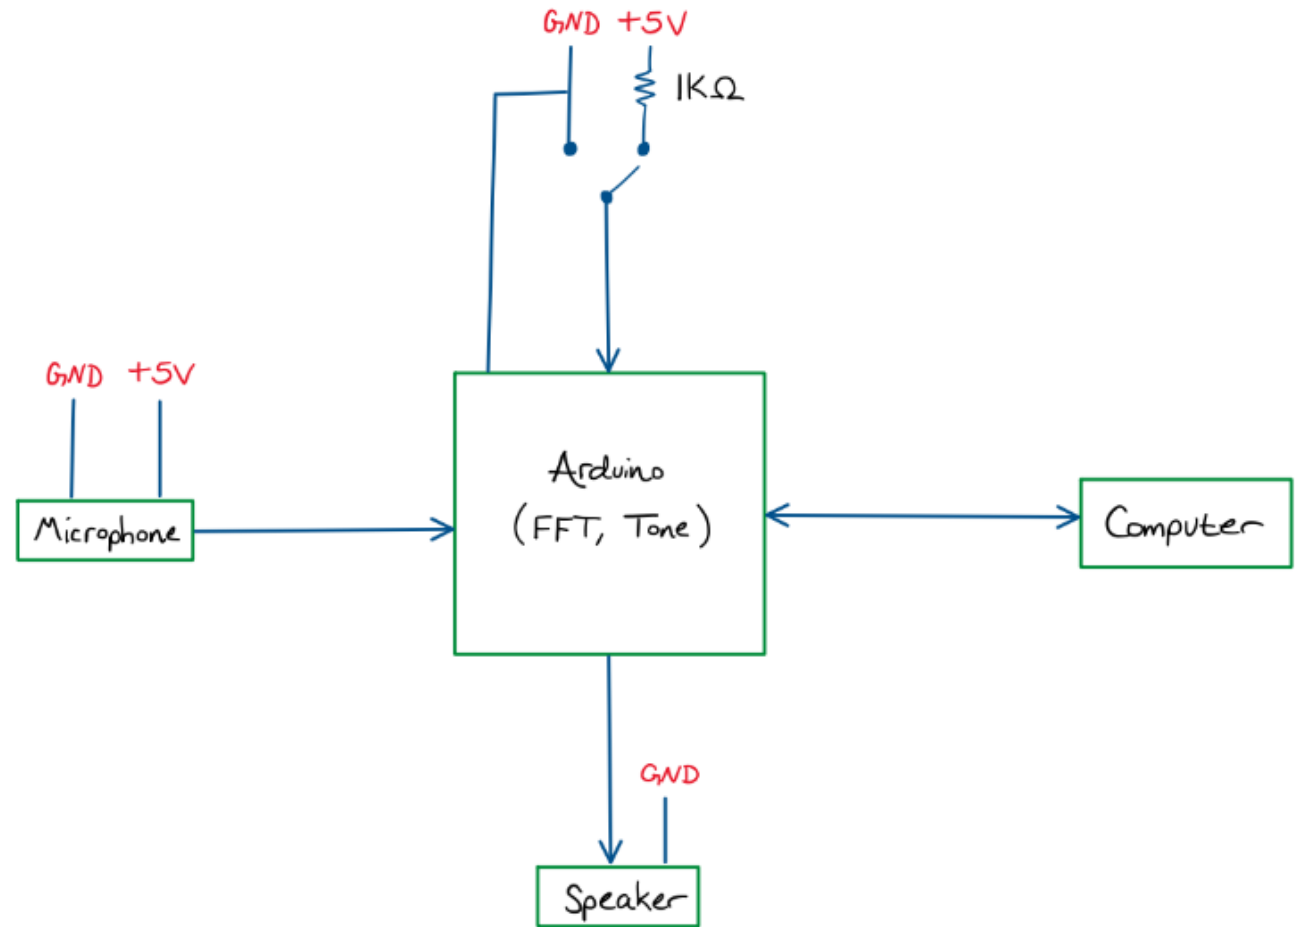 GND +5V
1KΩ
GND +5V
Microphone
Arduino
(FFT, Tone)
Computer
GND
Speaker